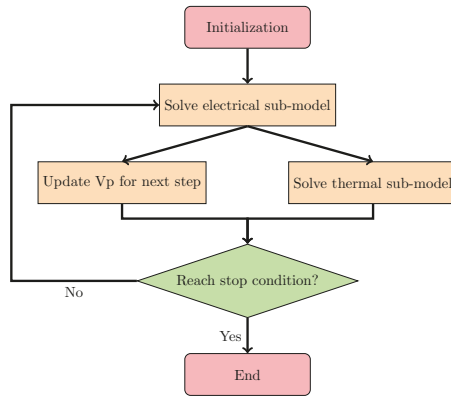 Initialization
Solve electrical sub-model
Update Vp for next step
Solve thermal sub-model
Reach stop condition?
No
Yes
End